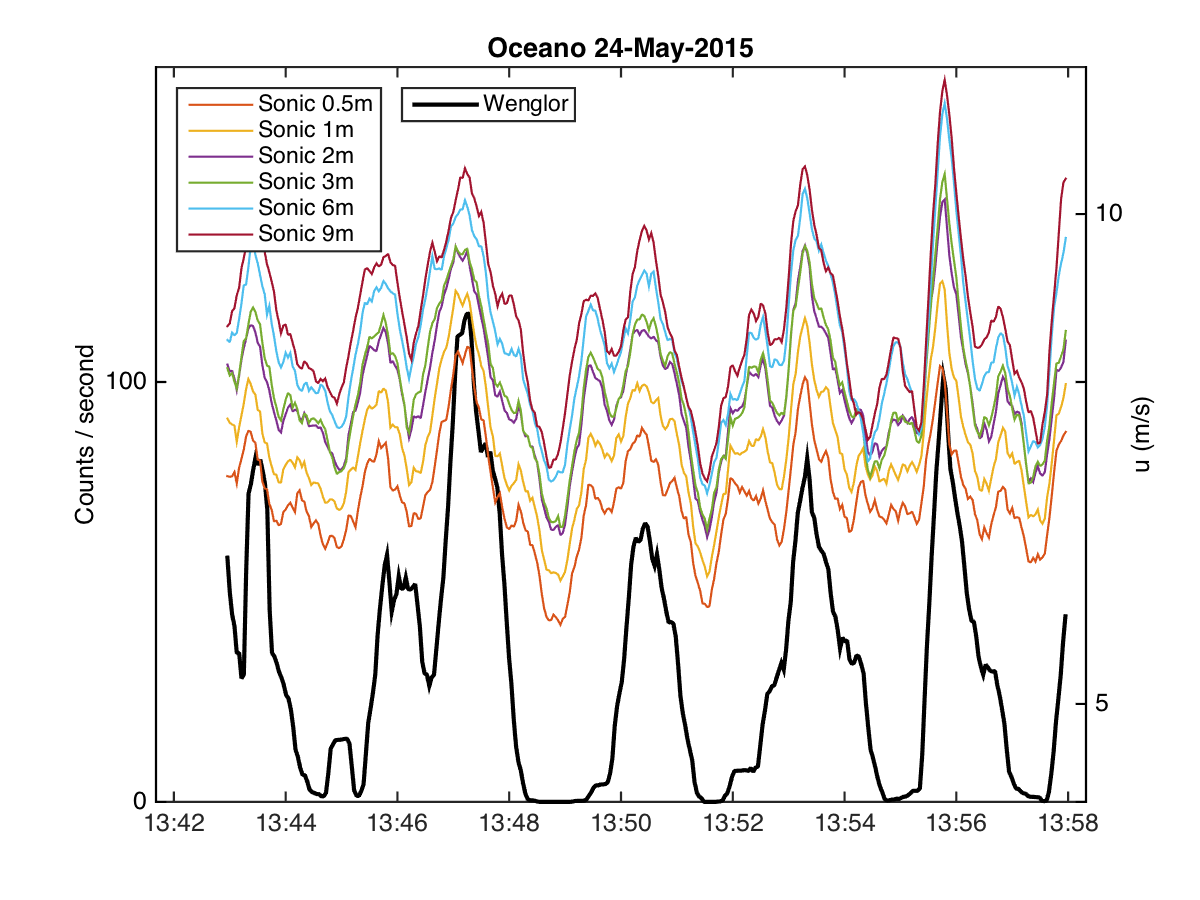 Oceano 24-May-2015
Sonic 0.5m
Sonic 1m
Sonic 2m
Sonic 3m
Sonic 6m
Sonic 9m
Wenglor
Counts / second
100
0
10
5
u (m/s)
13:42 13:44 13:46 13:48 13:50 13:52 13:54 13:56 13:58